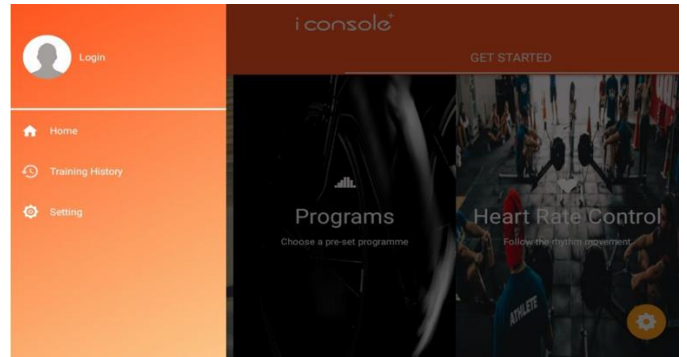 i console+
Login
GET STARTED
Home
Training History
Setting
Programs
Choose a pre-set programme
Heart Rate Control
Follow the rhythm movement
ATHLETE